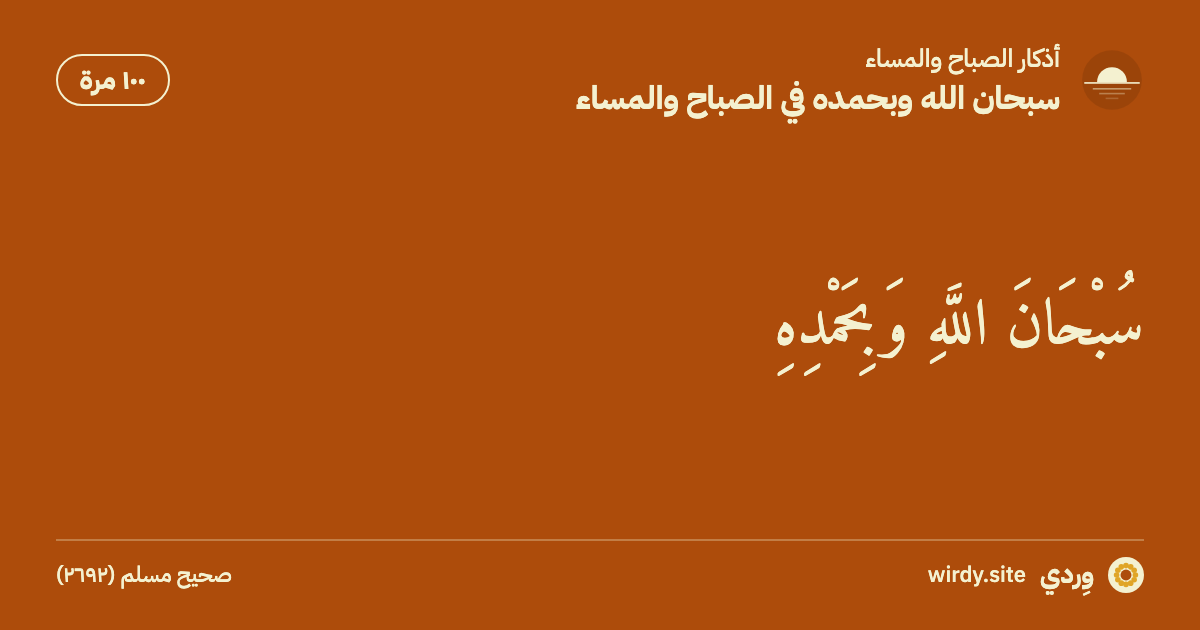 أذكار الصباح والمساء
سبحان الله وبحمده في الصباح والمساء
١٠٠ مرة
سُبْحَانَ اللَّهِ وَبِحَمْدِهِ
وِردي wirdy.site
صحيح مسلم (٢٦٩٢)